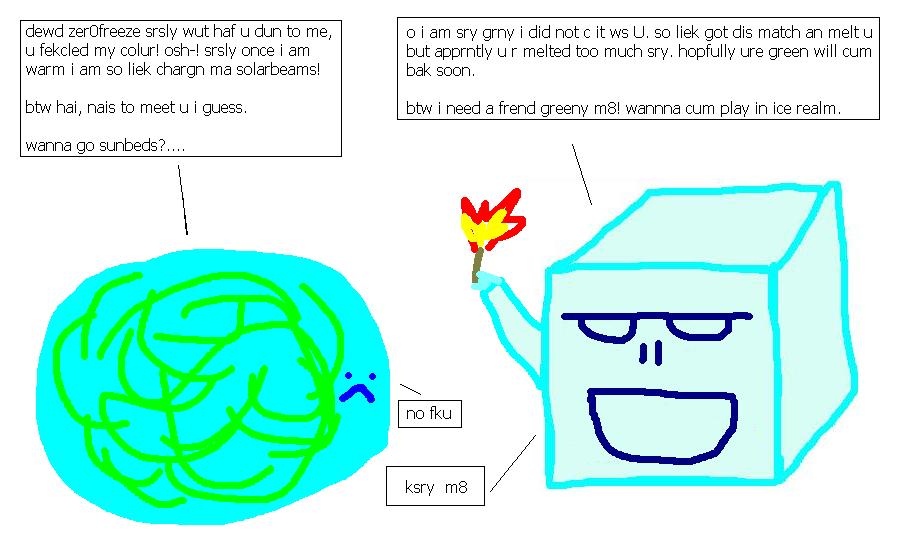 dewd zer0freeze srsly wut haf u dun to me,
u fekcled my colur! osh-! srsly once i am
warm i am so liek chargn ma solarbeams!
btw hai, nais to meet u i guess.
wanna go sunbeds?....
o i am sry grny i did not c it ws U. so liek got dis match an melt u
but apprntly u r melted too much sry. hopfully ure green will cum
bak soon.
btw i need a frend greeny m8! wannna cum play in ice realm.
no fku
ksry m8